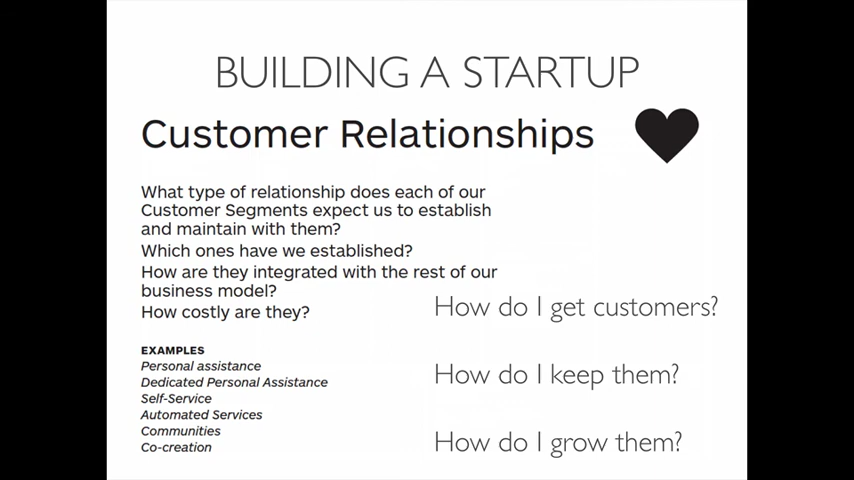 BUILDING A STARTUP
Customer Relationships
What type of relationship does each of our
Customer Segments expect us to establish
and maintain with them?
Which ones have we established?
How are they integrated with the rest of our
business model?
How costly are they?
EXAMPLES
Personal assistance
Dedicated Personal Assistance
Self-Service
Automated Services
Communities
Co-creation
How do I get customers?
How do I keep them?
How do I grow them?